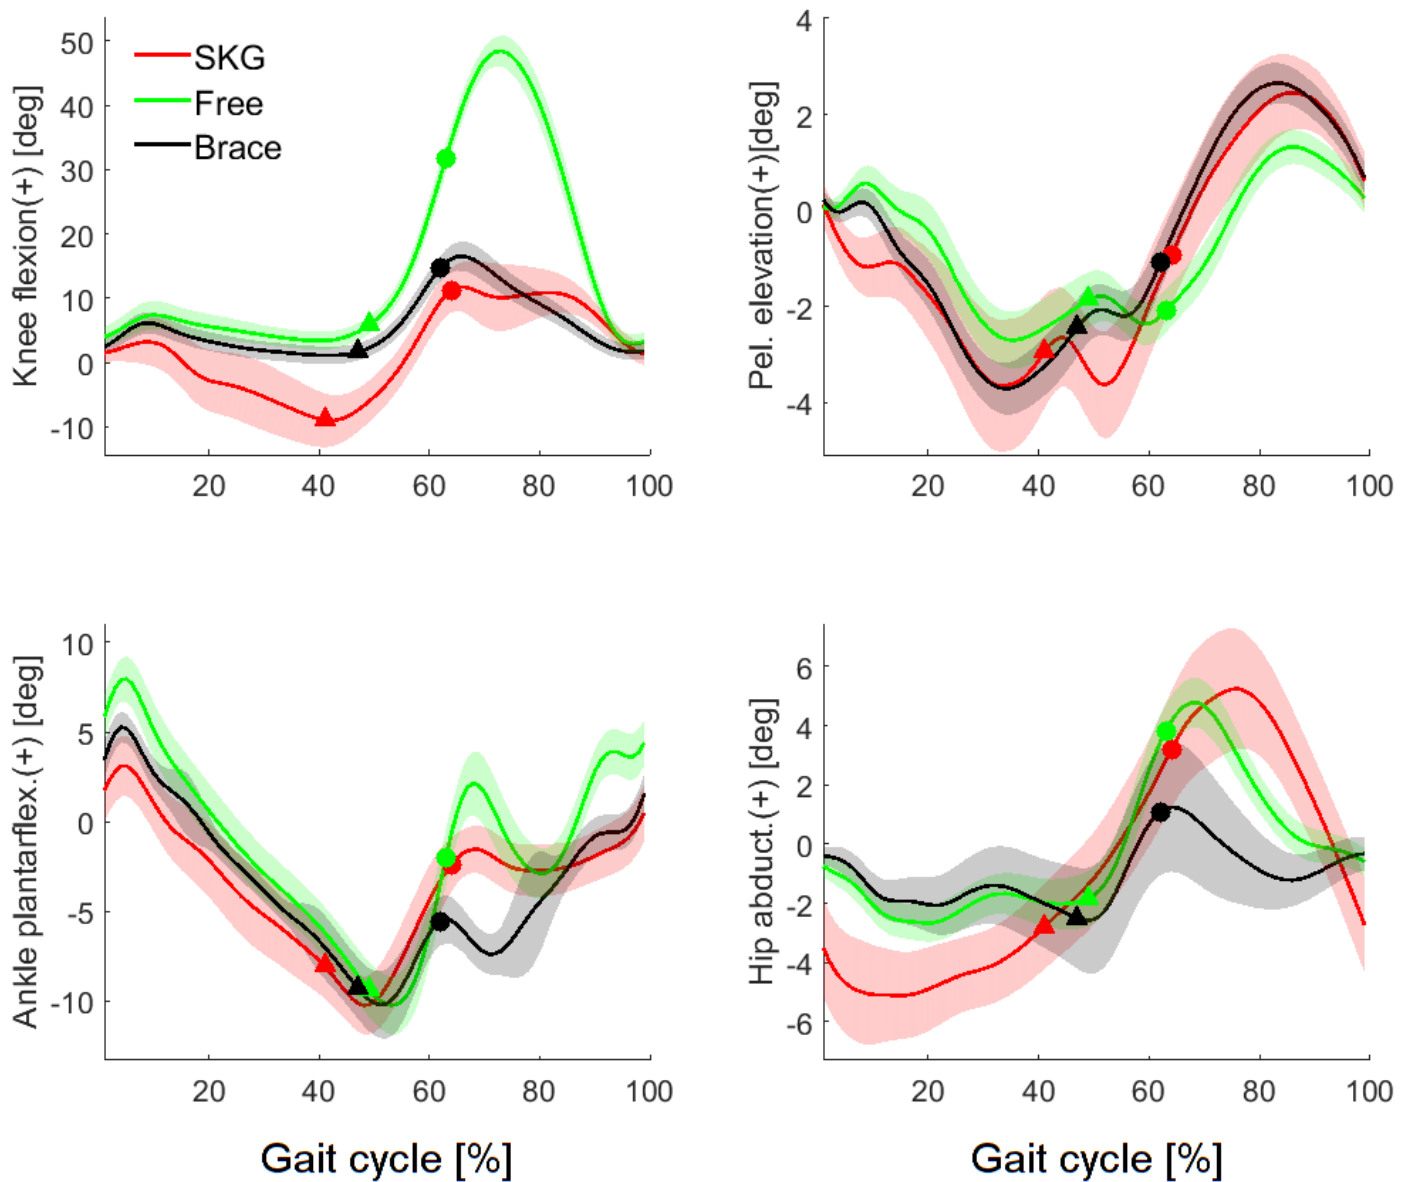 Knee flexion(+) [deg]
50
40
30
20
10
0
-10
SKG
Free
Brace
20 40 60 80 100
Pel. elevation(+)[deg]
4
2
0
-2
-4
20 40 60 80 100
Ankle plantarflex.(+) [deg]
10
5
0
-5
-10
20 40 60 80 100
Gait cycle [%]
Hip abduct.(+) [deg]
6
4
2
0
-2
-4
-6
20 40 60 80 100
Gait cycle [%]